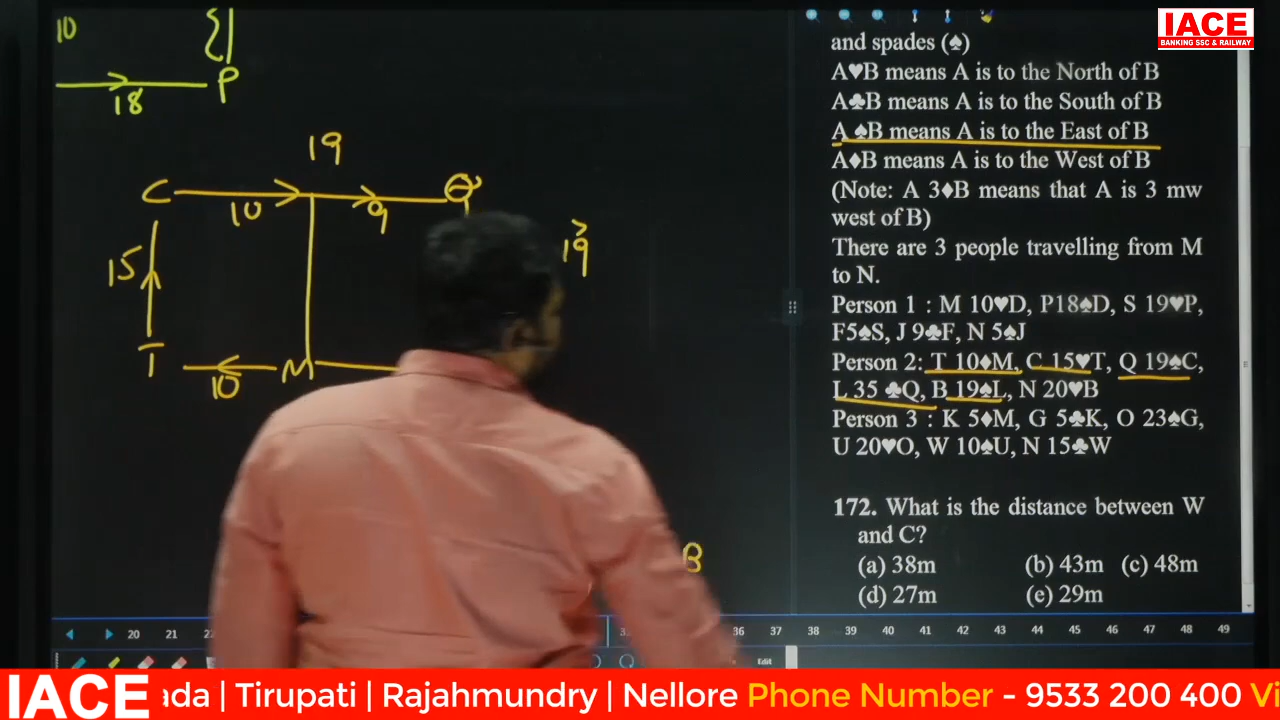 10
P
18
IACE
BANKING SSC & RAILWAY
and spades (♠)
A♥B means A is to the North of B
A♣B means A is to the South of B
A ♠B means A is to the East of B
A♦B means A is to the West of B
(Note: A 3♦B means that A is 3 mw
west of B)
There are 3 people travelling from M
to N.
Person 1 : M 10♥D, P18♠D, S 19♥P,
F5♠S, J 9♣F, N 5♠J
Person 2: T 10♦M, C 15♥T, Q 19♠C,
L 35 ♣Q, B 19♠L, N 20♥B
Person 3 : K 5♦M, G 5♣K, O 23♠G,
U 20♥O, W 10♠U, N 15♣W
172. What is the distance between W
and C?
(a) 38m (b) 43m (c) 48m
(d) 27m (e) 29m
19
C 10 9 Q
19
15
T 10 M
B
20 21 36 37 38 39 40 41 42 43 44 45 46 47 48 49
Edit
IACE
ada | Tirupati | Rajahmundry | Nellore Phone Number - 9533 200 400 Vi